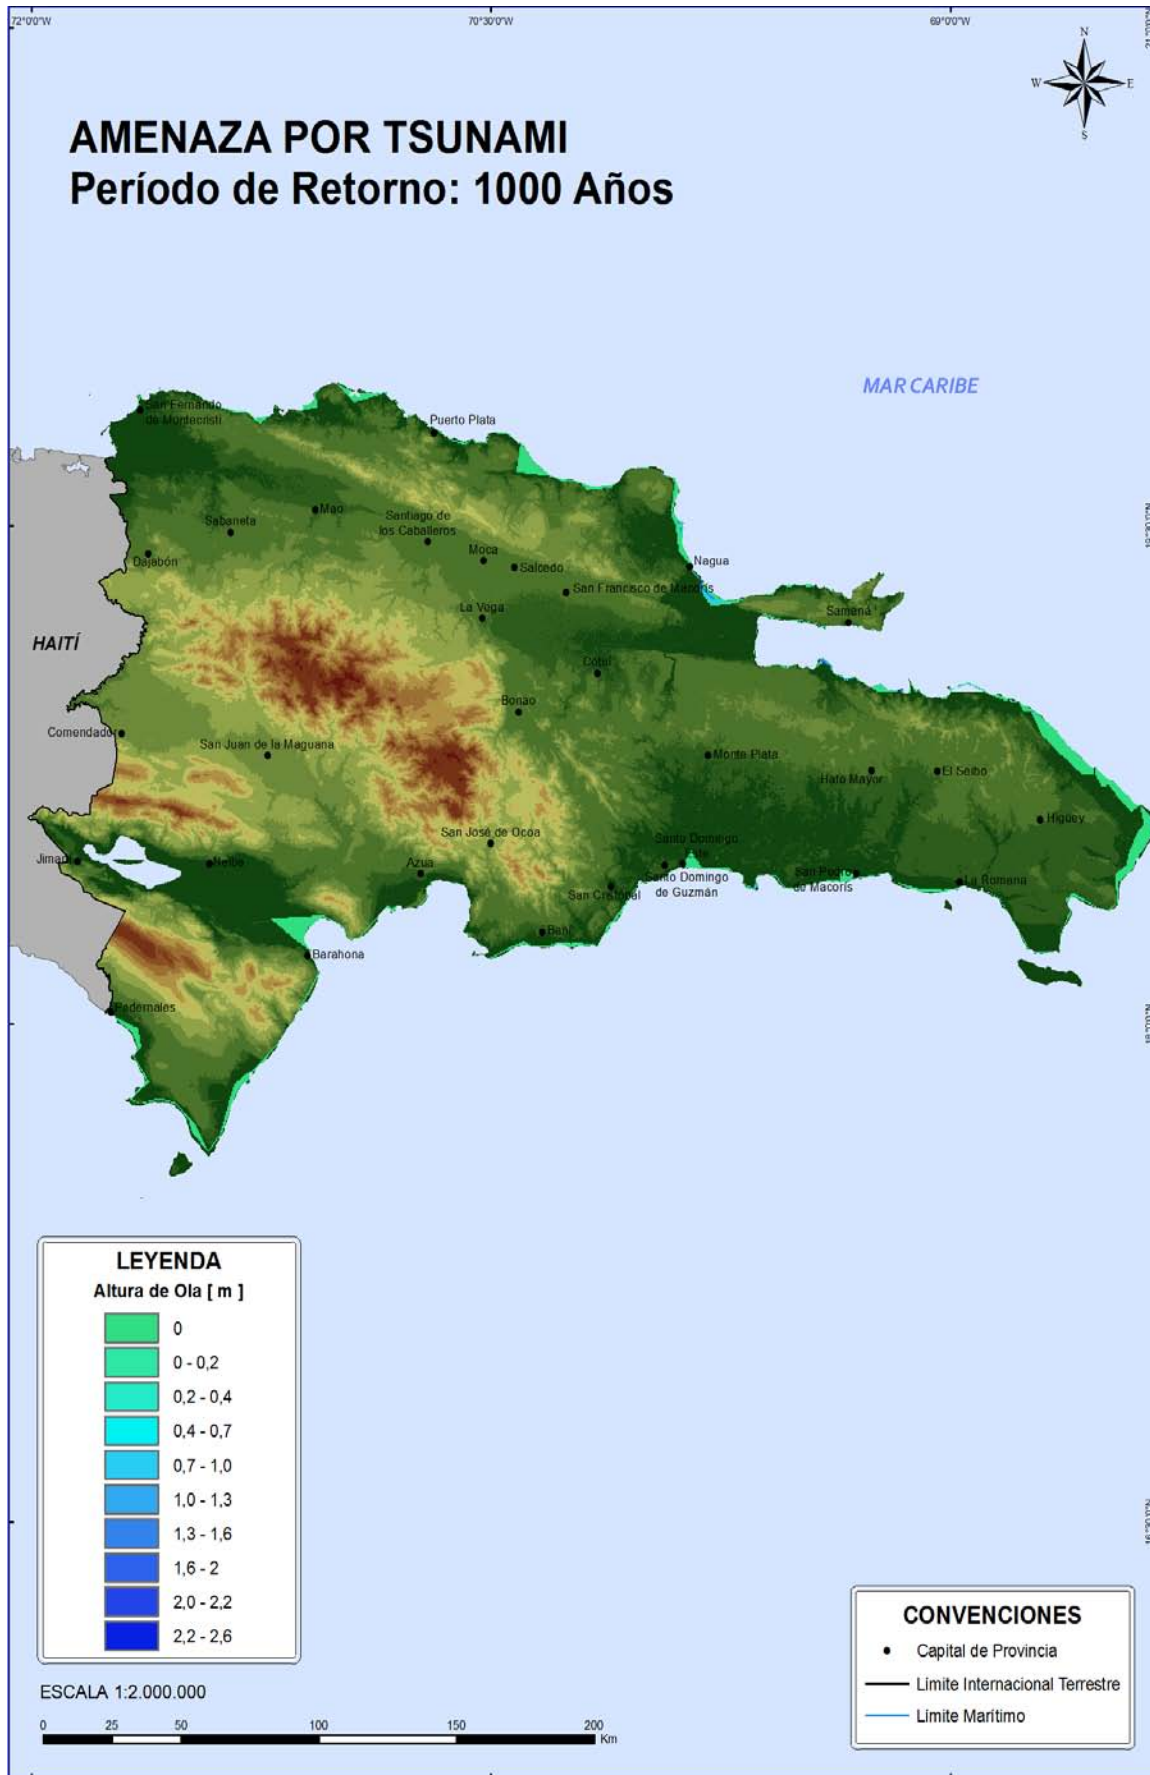 72°0'0"W
70°30'0"W
69°0'0"W
N
W
E
S
AMENAZA POR TSUNAMI
Período de Retorno: 1000 Años
MAR CARIBE
San Fernando
de Montecristi
Puerto Plata
Mao
Sabaneta
Santiago de
los Caballeros
Dajabón
Moca
Salcedo
Nagua
San Francisco de Macorís
La Vega
Samaná
HAITÍ
Cotuí
Bonao
Comendador
San Juan de la Maguana
Monte Plata
Hato Mayor
El Seibo
Higüey
San José de Ocoa
Santo Domingo
Este
Jimaní
Neiba
Azua
Santo Domingo
de Guzmán
San Pedro
de Macorís
La Romana
San Cristóbal
Baní
Barahona
Pedernales
LEYENDA
Altura de Ola [ m ]
0
0 - 0,2
0,2 - 0,4
0,4 - 0,7
0,7 - 1,0
1,0 - 1,3
1,3 - 1,6
1,6 - 2
2,0 - 2,2
2,2 - 2,6
CONVENCIONES
Capital de Provincia
Limite Internacional Terrestre
Limite Marítimo
ESCALA 1:2.000.000
0 25 50 100 150 200
Km